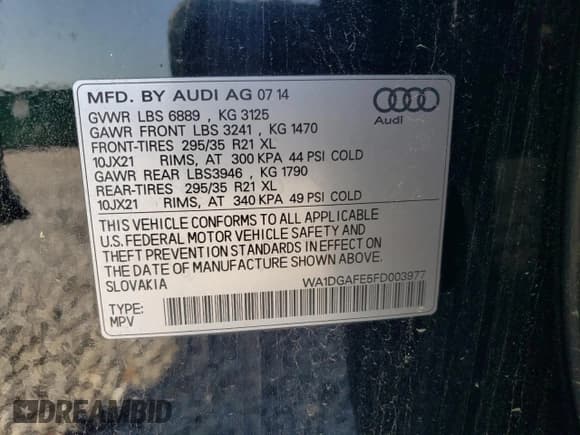 MFD. BY AUDI AG 07 14
Audi
GVWR LBS 6889 , KG 3125
GAWR FRONT LBS 3241 , KG 1470
FRONT-TIRES 295/35 R21 XL
10JX21 RIMS, AT 300 KPA 44 PSI COLD
GAWR REAR LBS3946 , KG 1790
REAR-TIRES 295/35 R21 XL
10JX21 RIMS, AT 340 KPA 49 PSI COLD
THIS VEHICLE CONFORMS TO ALL APPLICABLE
U.S. FEDERAL MOTOR VEHICLE SAFETY AND
THEFT PREVENTION STANDARDS IN EFFECT ON
THE DATE OF MANUFACTURE SHOWN ABOVE.
SLOVAKIA
WA1DGAFE5FD003977
TYPE:
MPV
DREAMBID